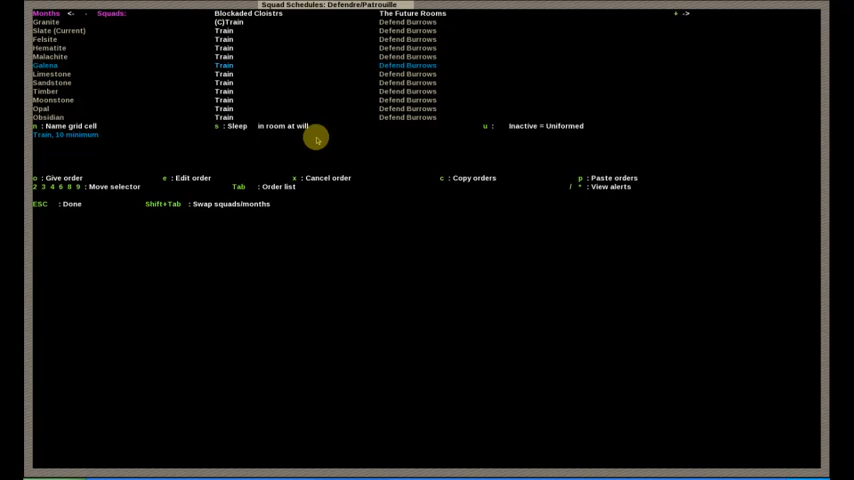 Squad Schedules: Defendre/Patrouille
Months <- - Squads: Blockaded Cloistrs The Future Rooms + ->
Granite (C)Train Defend Burrows
Slate (Current) Train Defend Burrows
Felsite Train Defend Burrows
Hematite Train Defend Burrows
Malachite Train Defend Burrows
Galena Train Defend Burrows
Limestone Train Defend Burrows
Sandstone Train Defend Burrows
Timber Train Defend Burrows
Moonstone Train Defend Burrows
Opal Train Defend Burrows
Obsidian Train Defend Burrows
n : Name grid cell s : Sleep in room at will u : Inactive = Uniformed
Train, 10 minimum
o : Give order e : Edit order x : Cancel order c : Copy orders p : Paste orders
2 3 4 6 8 9 : Move selector Tab : Order list / * : View alerts
ESC : Done Shift+Tab : Swap squads/months